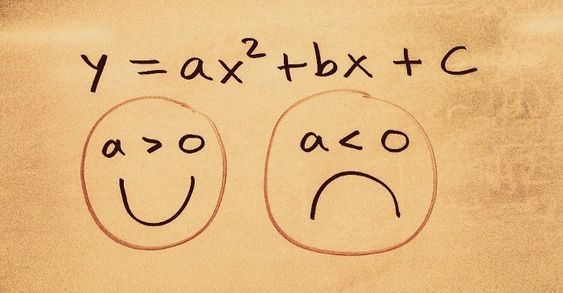 y = ax² + bx + c
a > 0 a < 0